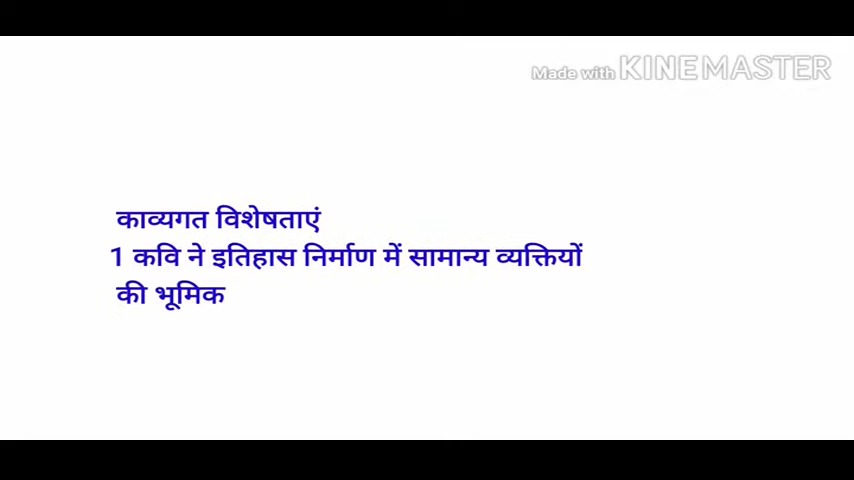 Made with KINEMASTER
काव्यगत विशेषताएं
1 कवि ने इतिहास निर्माण में सामान्य व्यक्तियों
की भूमिक